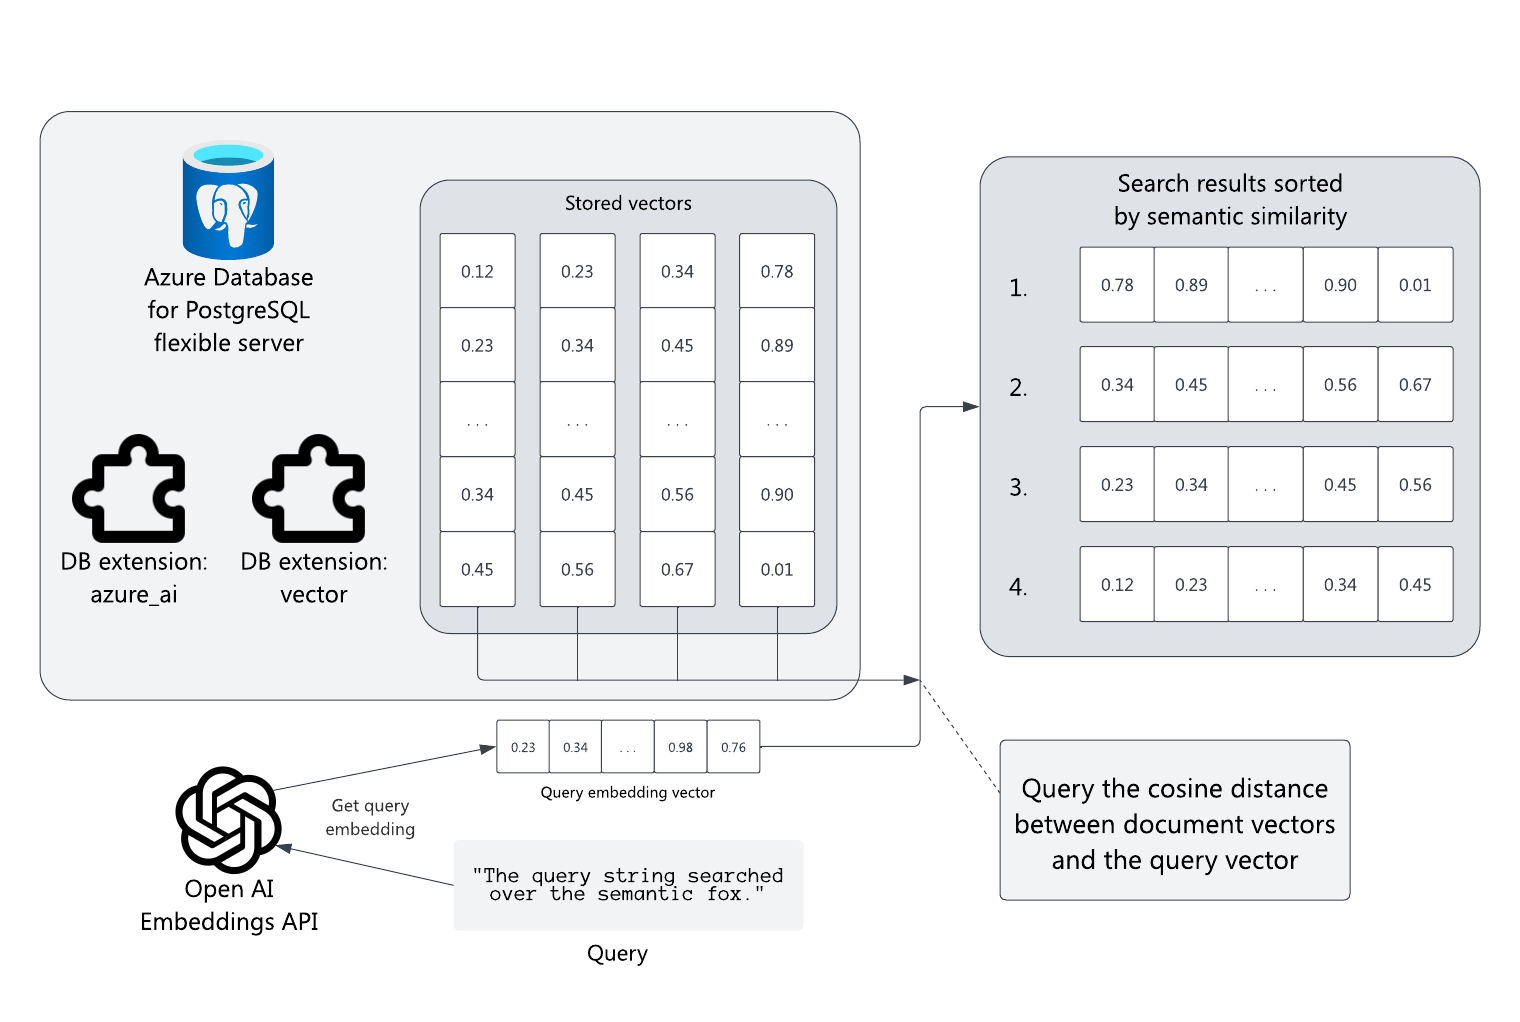 Azure Database
for PostgreSQL
flexible server
DB extension:
azure_ai
DB extension:
vector
Stored vectors
0.12 0.23 0.34 0.78
0.23 0.34 0.45 0.89
... ... ... ...
0.34 0.45 0.56 0.90
0.45 0.56 0.67 0.01
Search results sorted
by semantic similarity
1. 0.78 0.89 ... 0.90 0.01
2. 0.34 0.45 ... 0.56 0.67
3. 0.23 0.34 ... 0.45 0.56
4. 0.12 0.23 ... 0.34 0.45
0.23 0.34 ... 0.98 0.76
Query embedding vector
Get query
embedding
Open AI
Embeddings API
"The query string searched
over the semantic fox."
Query
Query the cosine distance
between document vectors
and the query vector